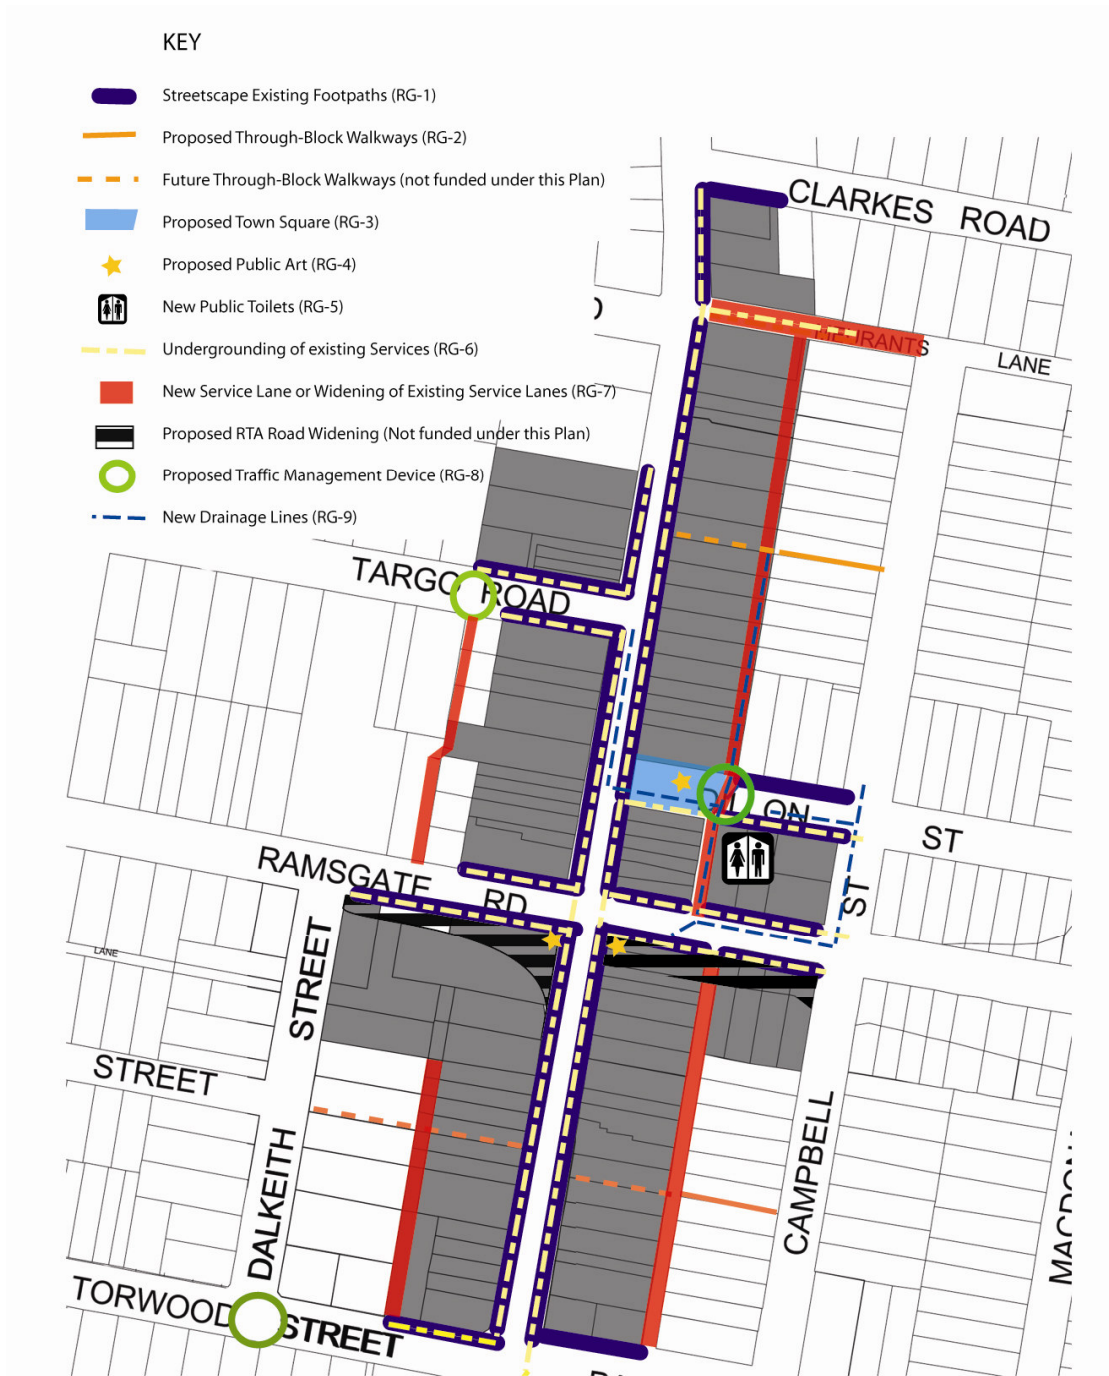 KEY
Streetscape Existing Footpaths (RG-1)
Proposed Through-Block Walkways (RG-2)
Future Through-Block Walkways (not funded under this Plan)
Proposed Town Square (RG-3)
Proposed Public Art (RG-4)
New Public Toilets (RG-5)
Undergrounding of existing Services (RG-6)
New Service Lane or Widening of Existing Service Lanes (RG-7)
Proposed RTA Road Widening (Not funded under this Plan)
Proposed Traffic Management Device (RG-8)
New Drainage Lines (RG-9)
CLARKES ROAD
LANE
TARGO ROAD
ON
ST
RAMSGATE RD
ST
LANE
STREET
STREET
DALKEITH
CAMPBELL
TORWOOD STREET